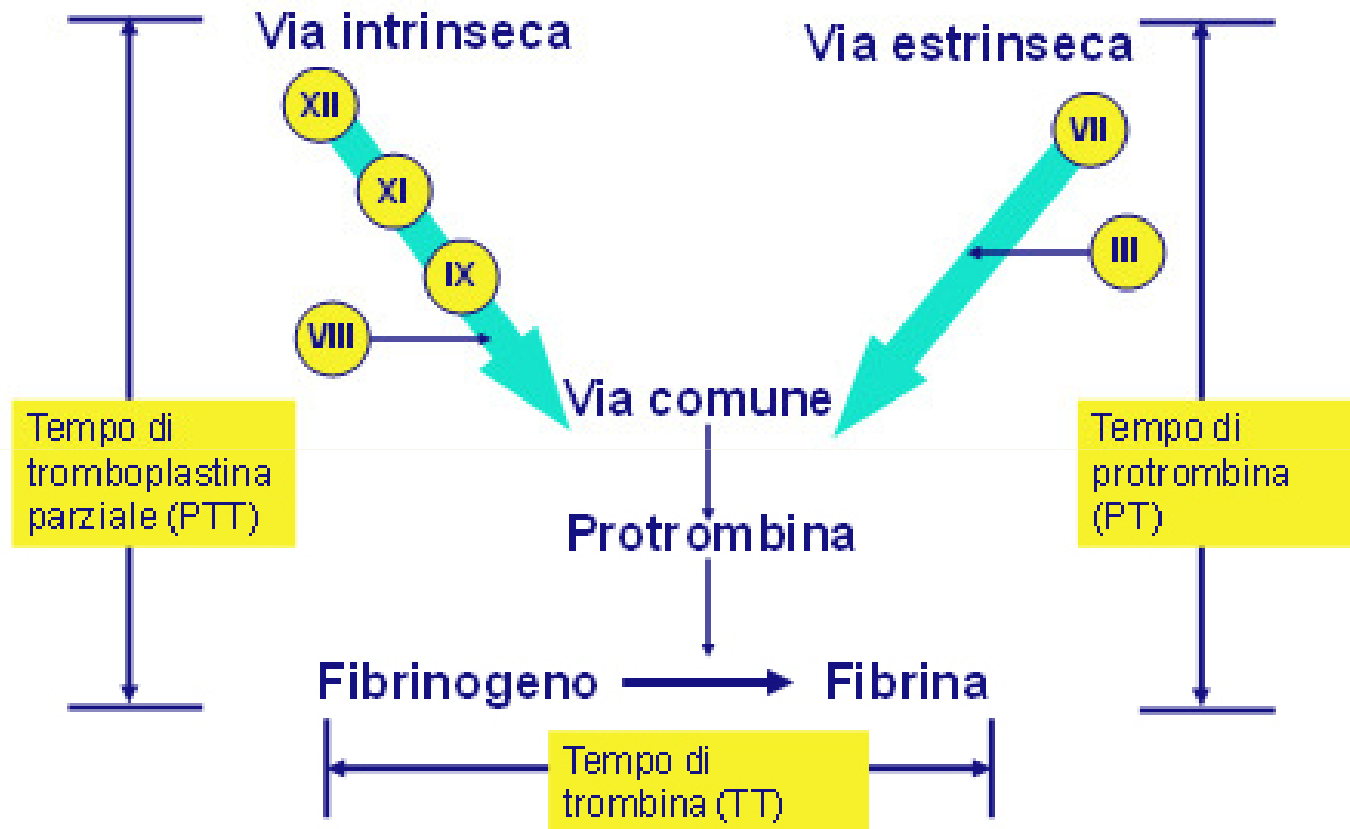 Via intrinseca
Via estrinseca
XII
VII
XI
III
IX
VIII
Via comune
Tempo di
tromboplastina
parziale (PTT)
Tempo di
protrombina
(PT)
Protrombina
Fibrinogeno
Fibrina
Tempo di
trombina (TT)